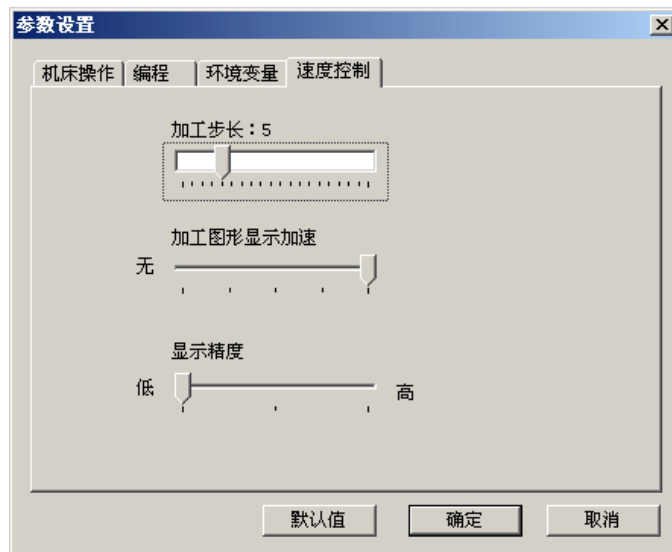 参数设置
机床操作 编程 环境变量 速度控制
加工步长：5
加工图形显示加速
无
显示精度
低 高
默认值 确定 取消